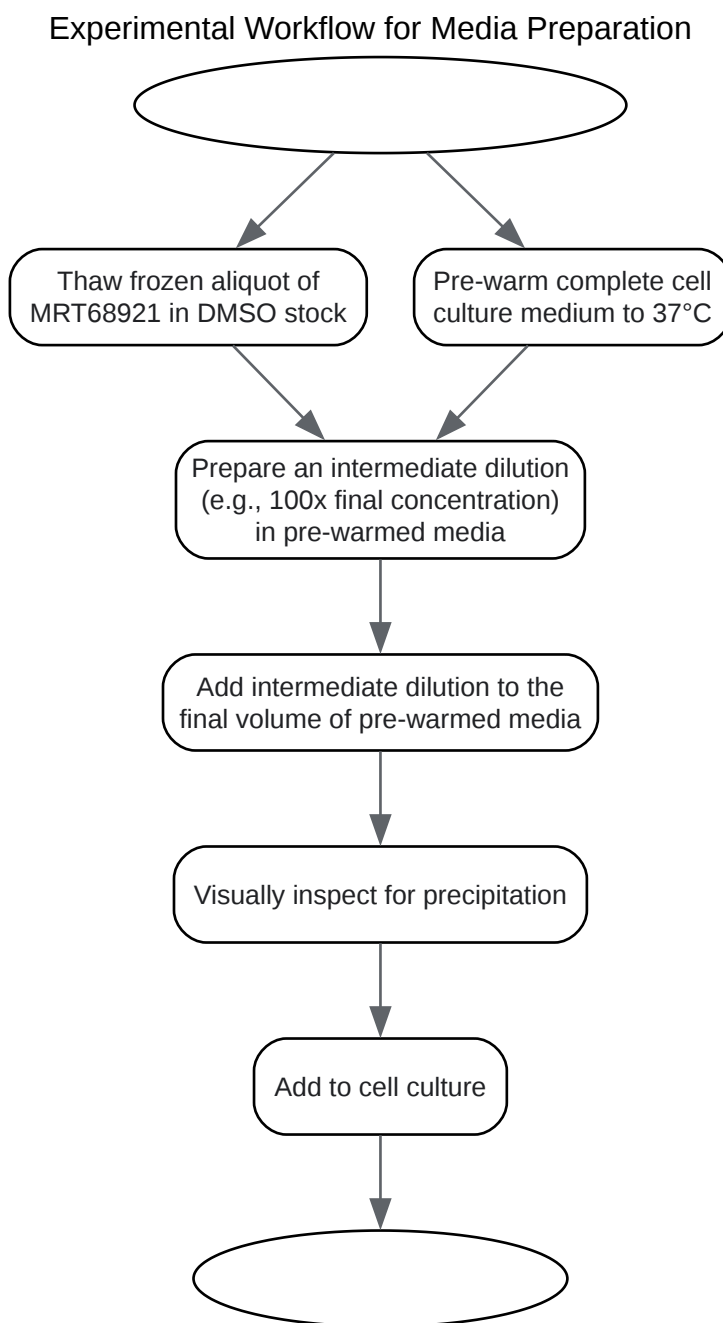 Experimental Workflow for Media Preparation
Thaw frozen aliquot of
MRT68921 in DMSO stock
Pre-warm complete cell
culture medium to 37°C
Prepare an intermediate dilution
(e.g., 100x final concentration)
in pre-warmed media
Add intermediate dilution to the
final volume of pre-warmed media
Visually inspect for precipitation
Add to cell culture